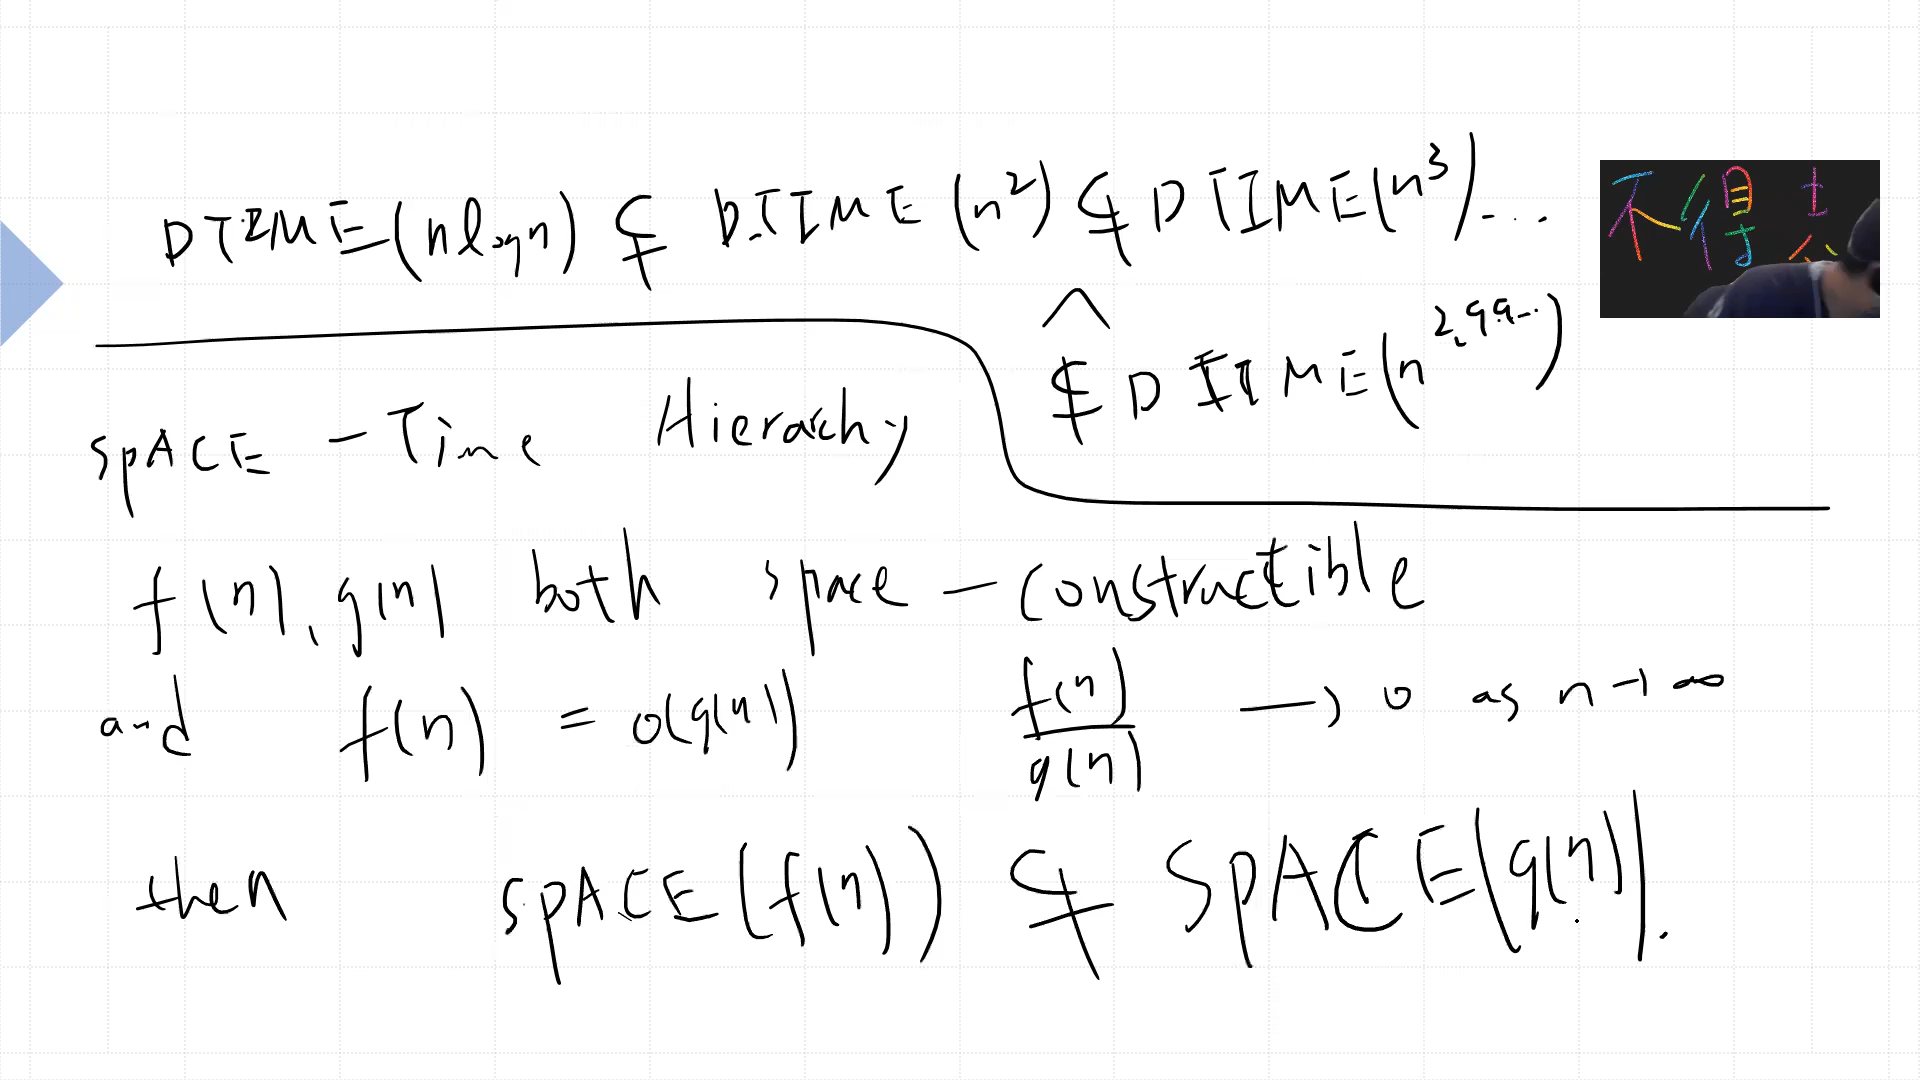 DTIME(nlogn) ⊊ DTIME(n²) ⊊ DTIME(n³)...
不得
^
⊊ DTIME(n^2.99...)
SPACE - Time Hierarchy
f(n), g(n) both space - constructible
and f(n) = o(g(n)) f(n)/g(n) → 0 as n → ∞
then SPACE(f(n)) ⊊ SPACE(g(n)).